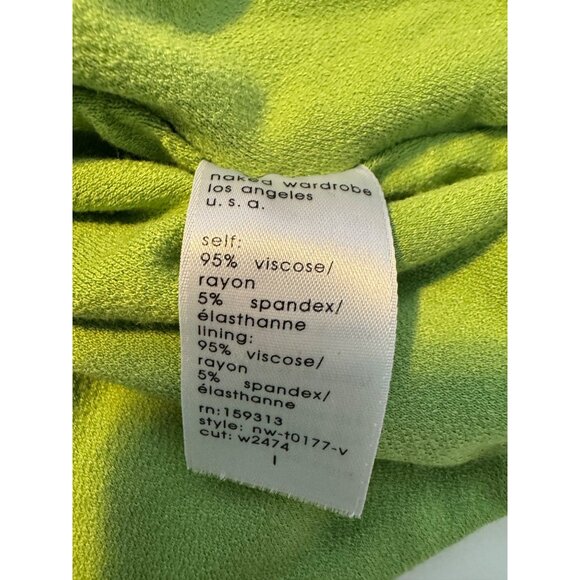 naked wardrobe
los angeles
u. s. a.
self:
95% viscose/
rayon
5% spandex/
élasthanne
lining:
95% viscose/
rayon
5% spandex/
élasthanne
rn:159313
style: nw-t0177-v
cut: w2474
l